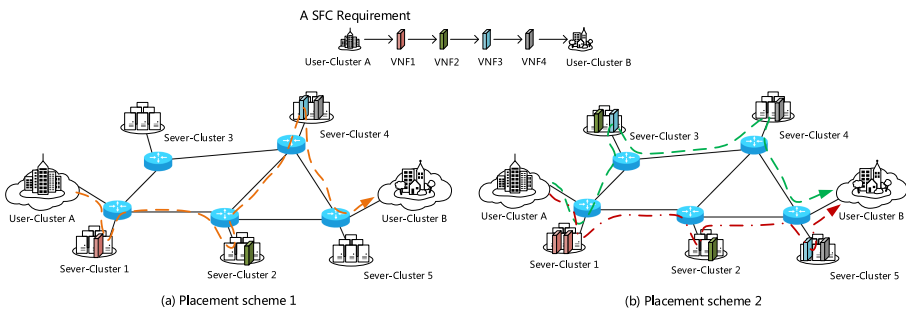 A SFC Requirement
User-Cluster A VNF1 VNF2 VNF3 VNF4 User-Cluster B
Sever-Cluster 3
Sever-Cluster 4
User-Cluster A
User-Cluster B
Sever-Cluster 1
Sever-Cluster 2
Sever-Cluster 5
(a) Placement scheme 1
Sever-Cluster 3
Sever-Cluster 4
User-Cluster A
User-Cluster B
Sever-Cluster 1
Sever-Cluster 2
Sever-Cluster 5
(b) Placement scheme 2